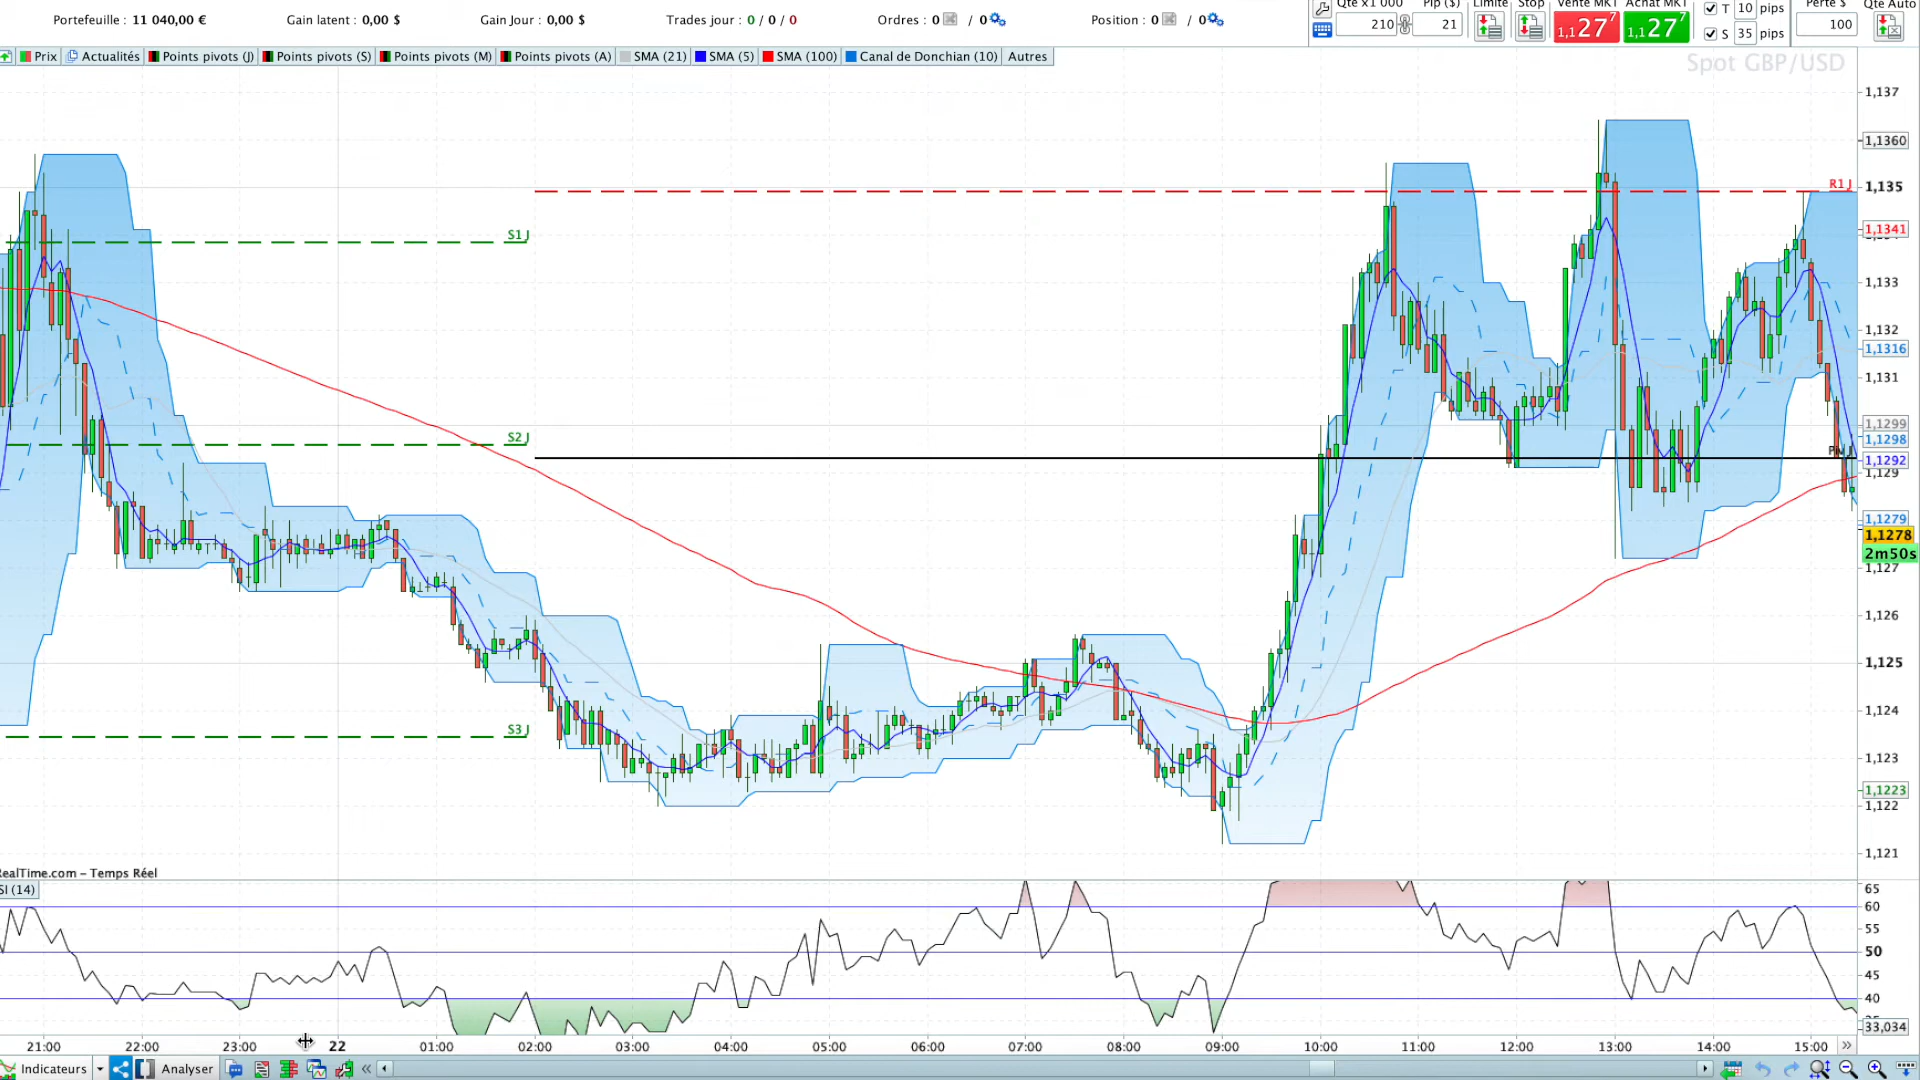 Portefeuille : 11 040,00 € Gain latent : 0,00 $ Gain Jour : 0,00 $ Trades jour : 0 / 0 / 0 Ordres : 0 / 0 Position : 0 / 0
Qté x1 000 Pip ($) Limite Stop Vente MKT Achat MKT T 10 pips Perte $ Qté Auto
210 21 1,127⁷ 1,127⁷ S 35 pips 100
Prix Actualités Points pivots (J) Points pivots (S) Points pivots (M) Points pivots (A) SMA (21) SMA (5) SMA (100) Canal de Donchian (10) Autres
Spot GBP/USD
1,137
1,1360
R1 J
1,135
1,1341
S1 J
1,133
1,132
1,1316
1,131
1,1299
S2 J
1,1298
1,1292
1,129
1,1279
1,1278
2m50s
1,127
1,126
1,125
1,124
S3 J
1,123
1,1223
1,122
1,121
RealTime.com – Temps Réel
SI (14)
65
60
55
50
45
40
33,034
21:00 22:00 23:00 22 01:00 02:00 03:00 04:00 05:00 06:00 07:00 08:00 09:00 10:00 11:00 12:00 13:00 14:00 15:00 »
Indicateurs Analyser «